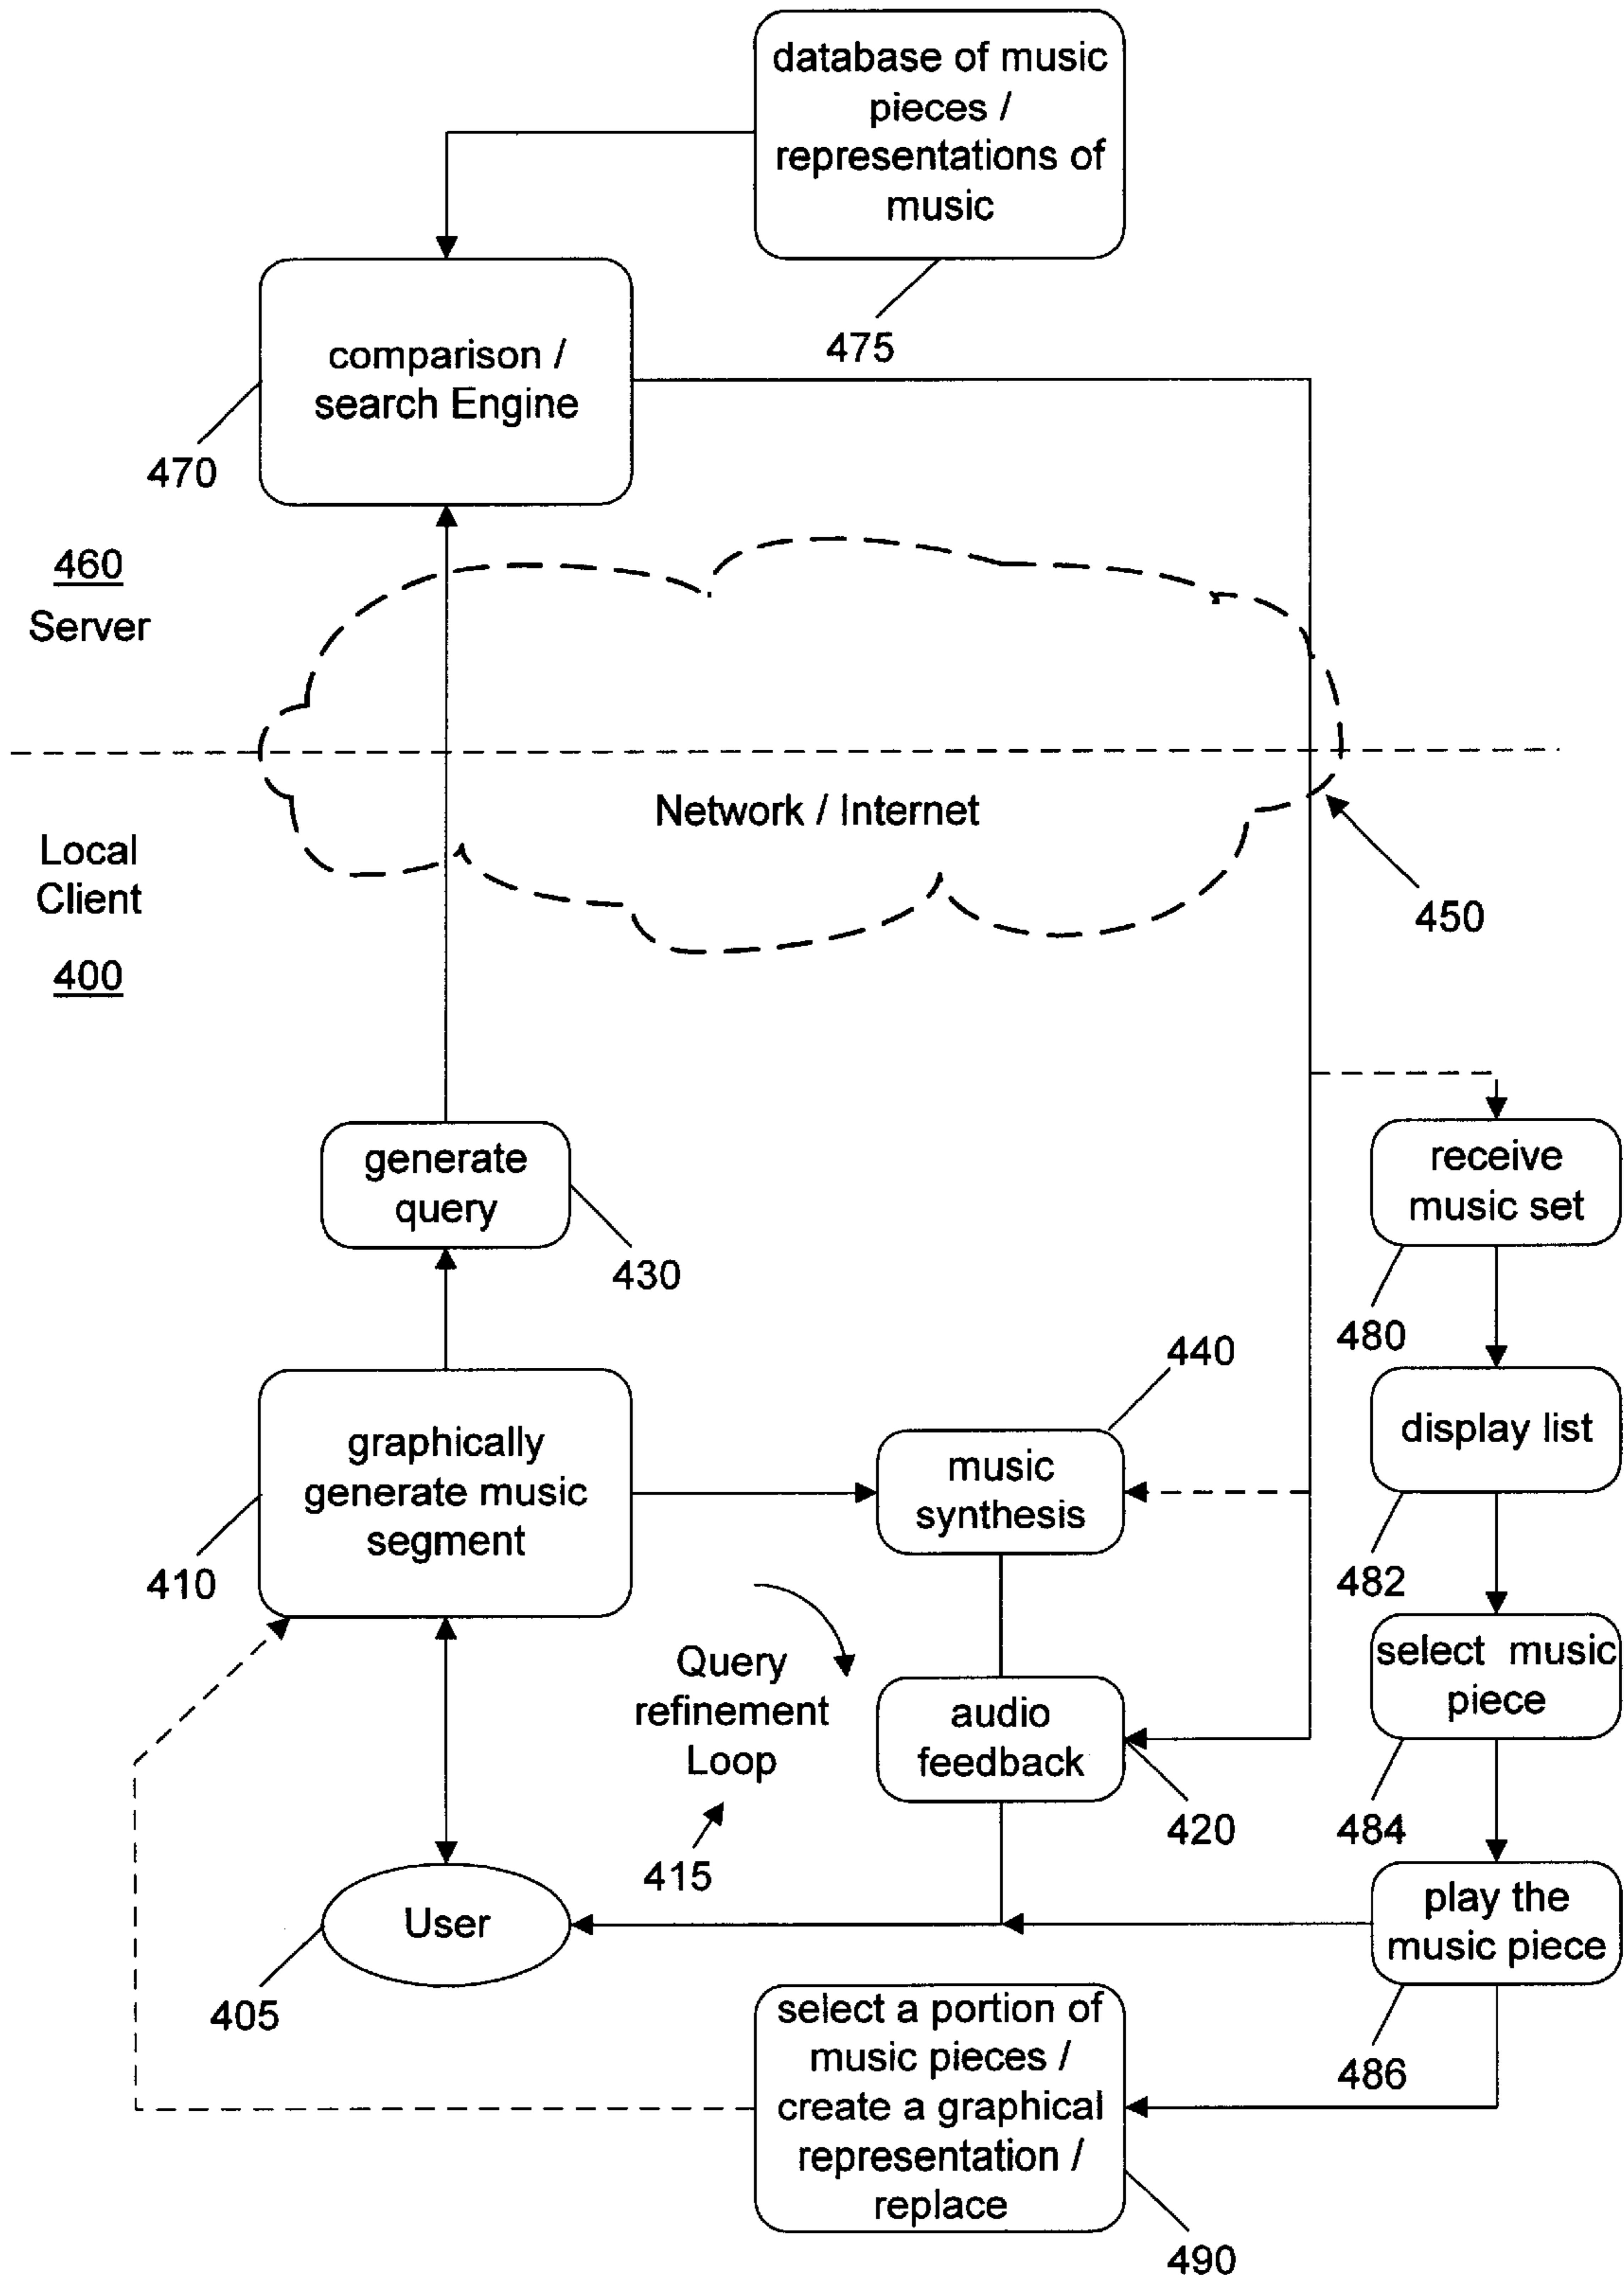 database of music
pieces /
representations of
music
475
comparison /
search Engine
470
460
Server
Network / Internet
Local
Client
400
450
generate
query
430
receive
music set
480
440
graphically
generate music
segment
410
music
synthesis
display list
482
Query
refinement
Loop
415
audio
feedback
420
select music
piece
484
User
405
play the
music piece
486
select a portion of
music pieces /
create a graphical
representation /
replace
490